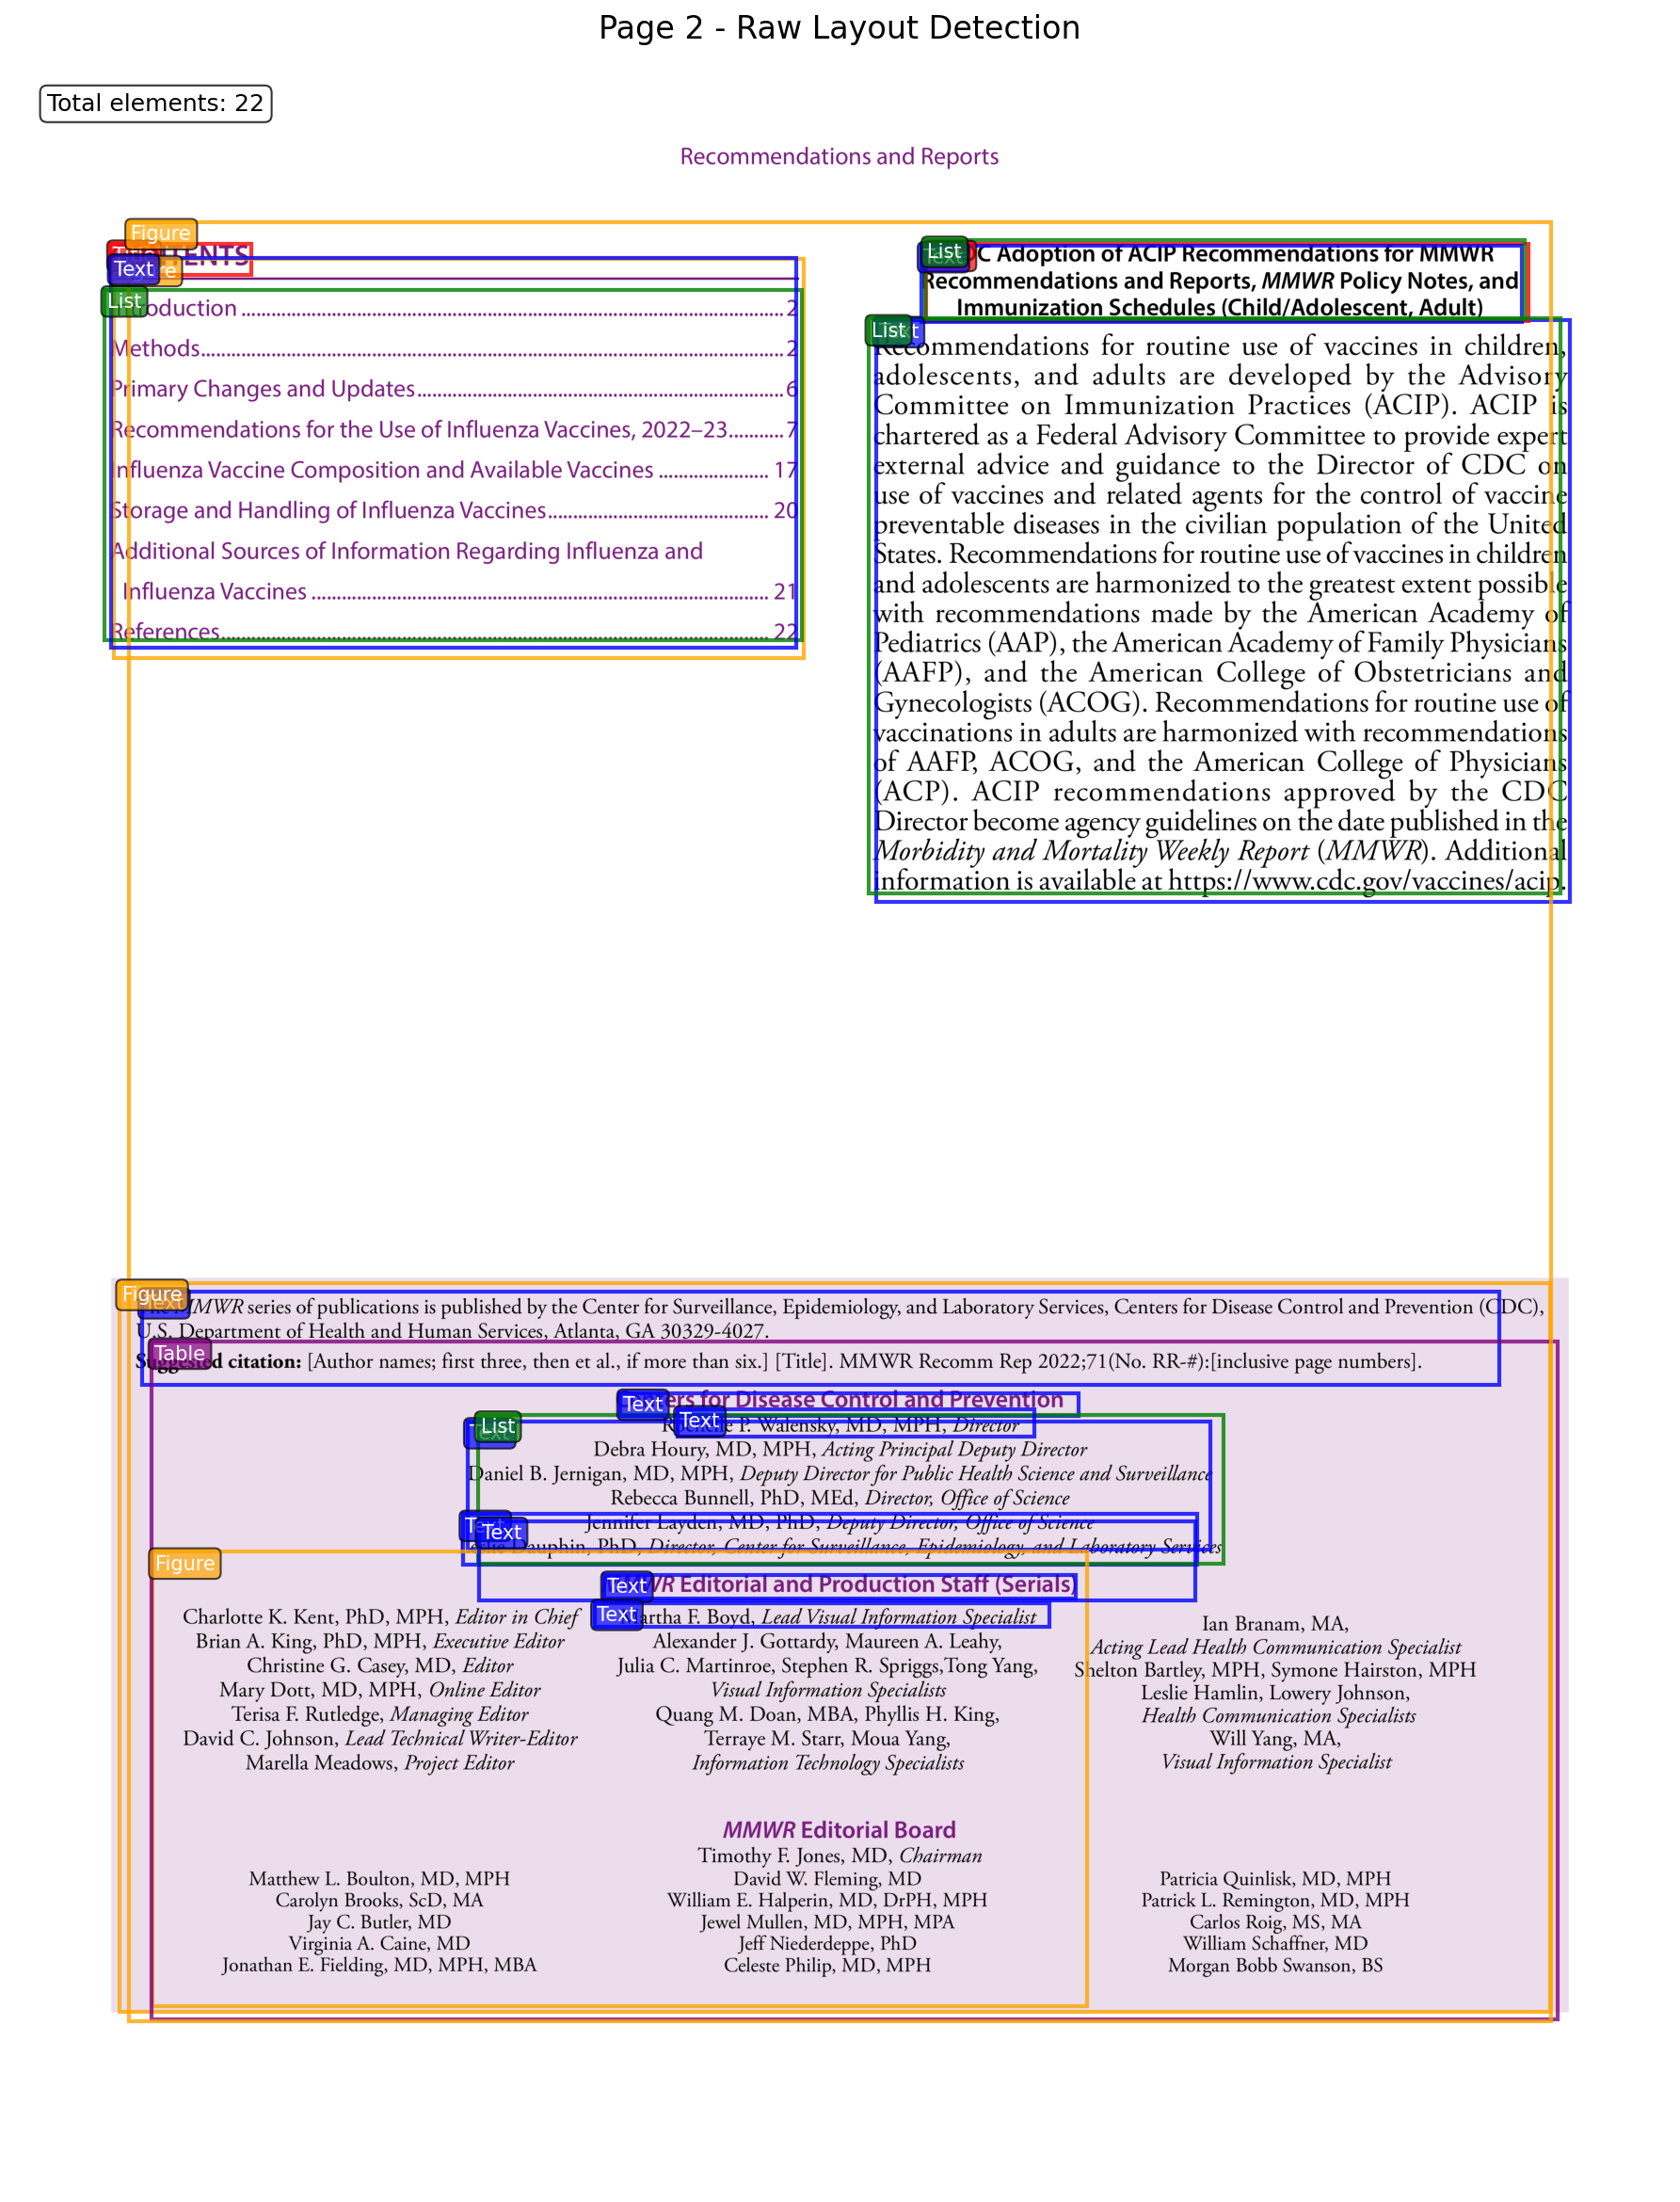 Page 2 - Raw Layout Detection
Total elements: 22
Recommendations and Reports
Figure
Text
List
Introduction 2
Methods 2
Primary Changes and Updates 6
Recommendations for the Use of Influenza Vaccines, 2022–23 7
Influenza Vaccine Composition and Available Vaccines 17
Storage and Handling of Influenza Vaccines 20
Additional Sources of Information Regarding Influenza and
Influenza Vaccines 21
References 22
List
Adoption of ACIP Recommendations for MMWR
Recommendations and Reports, MMWR Policy Notes, and
Immunization Schedules (Child/Adolescent, Adult)
List
Recommendations for routine use of vaccines in children,
adolescents, and adults are developed by the Advisory
Committee on Immunization Practices (ACIP). ACIP is
chartered as a Federal Advisory Committee to provide expert
external advice and guidance to the Director of CDC on
use of vaccines and related agents for the control of vaccine
preventable diseases in the civilian population of the United
States. Recommendations for routine use of vaccines in children
and adolescents are harmonized to the greatest extent possible
with recommendations made by the American Academy of
Pediatrics (AAP), the American Academy of Family Physicians
(AAFP), and the American College of Obstetricians and
Gynecologists (ACOG). Recommendations for routine use of
vaccinations in adults are harmonized with recommendations
of AAFP, ACOG, and the American College of Physicians
(ACP). ACIP recommendations approved by the CDC
Director become agency guidelines on the date published in the
Morbidity and Mortality Weekly Report (MMWR). Additional
information is available at https://www.cdc.gov/vaccines/acip.
Figure
MMWR series of publications is published by the Center for Surveillance, Epidemiology, and Laboratory Services, Centers for Disease Control and Prevention (CDC),
U.S. Department of Health and Human Services, Atlanta, GA 30329-4027.
Table
Suggested citation: [Author names; first three, then et al., if more than six.] [Title]. MMWR Recomm Rep 2022;71(No. RR-#):[inclusive page numbers].
Text
Centers for Disease Control and Prevention
Text
List
Rochelle P. Walensky, MD, MPH, Director
Debra Houry, MD, MPH, Acting Principal Deputy Director
Daniel B. Jernigan, MD, MPH, Deputy Director for Public Health Science and Surveillance
Rebecca Bunnell, PhD, MEd, Director, Office of Science
Text
Jennifer Layden, MD, PhD, Deputy Director, Office of Science
Dauphin, PhD, Director, Center for Surveillance, Epidemiology, and Laboratory Services
Figure
Text
MMWR Editorial and Production Staff (Serials)
Text
Charlotte K. Kent, PhD, MPH, Editor in Chief
Brian A. King, PhD, MPH, Executive Editor
Christine G. Casey, MD, Editor
Mary Dott, MD, MPH, Online Editor
Terisa F. Rutledge, Managing Editor
David C. Johnson, Lead Technical Writer-Editor
Marella Meadows, Project Editor
Martha F. Boyd, Lead Visual Information Specialist
Alexander J. Gottardy, Maureen A. Leahy,
Julia C. Martinroe, Stephen R. Spriggs,Tong Yang,
Visual Information Specialists
Quang M. Doan, MBA, Phyllis H. King,
Terraye M. Starr, Moua Yang,
Information Technology Specialists
Ian Branam, MA,
Acting Lead Health Communication Specialist
Shelton Bartley, MPH, Symone Hairston, MPH
Leslie Hamlin, Lowery Johnson,
Health Communication Specialists
Will Yang, MA,
Visual Information Specialist
MMWR Editorial Board
Timothy F. Jones, MD, Chairman
Matthew L. Boulton, MD, MPH
Carolyn Brooks, ScD, MA
Jay C. Butler, MD
Virginia A. Caine, MD
Jonathan E. Fielding, MD, MPH, MBA
David W. Fleming, MD
William E. Halperin, MD, DrPH, MPH
Jewel Mullen, MD, MPH, MPA
Jeff Niederdeppe, PhD
Celeste Philip, MD, MPH
Patricia Quinlisk, MD, MPH
Patrick L. Remington, MD, MPH
Carlos Roig, MS, MA
William Schaffner, MD
Morgan Bobb Swanson, BS